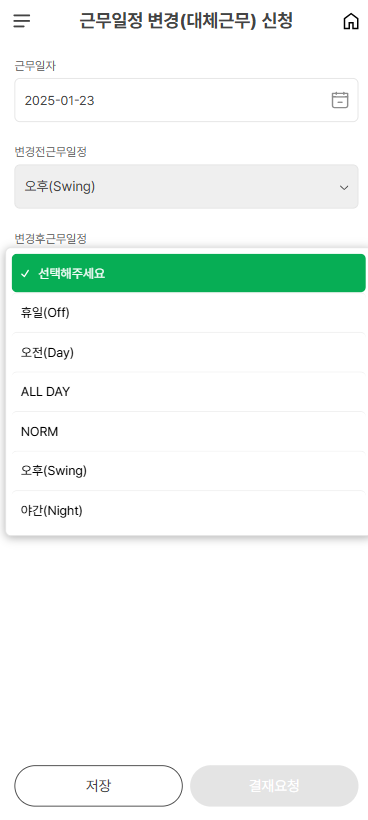 근무일정 변경(대체근무) 신청
근무일자
2025-01-23
변경전근무일정
오후(Swing)
변경후근무일정
선택해주세요
휴일(Off)
오전(Day)
ALL DAY
NORM
오후(Swing)
야간(Night)
저장
결재요청